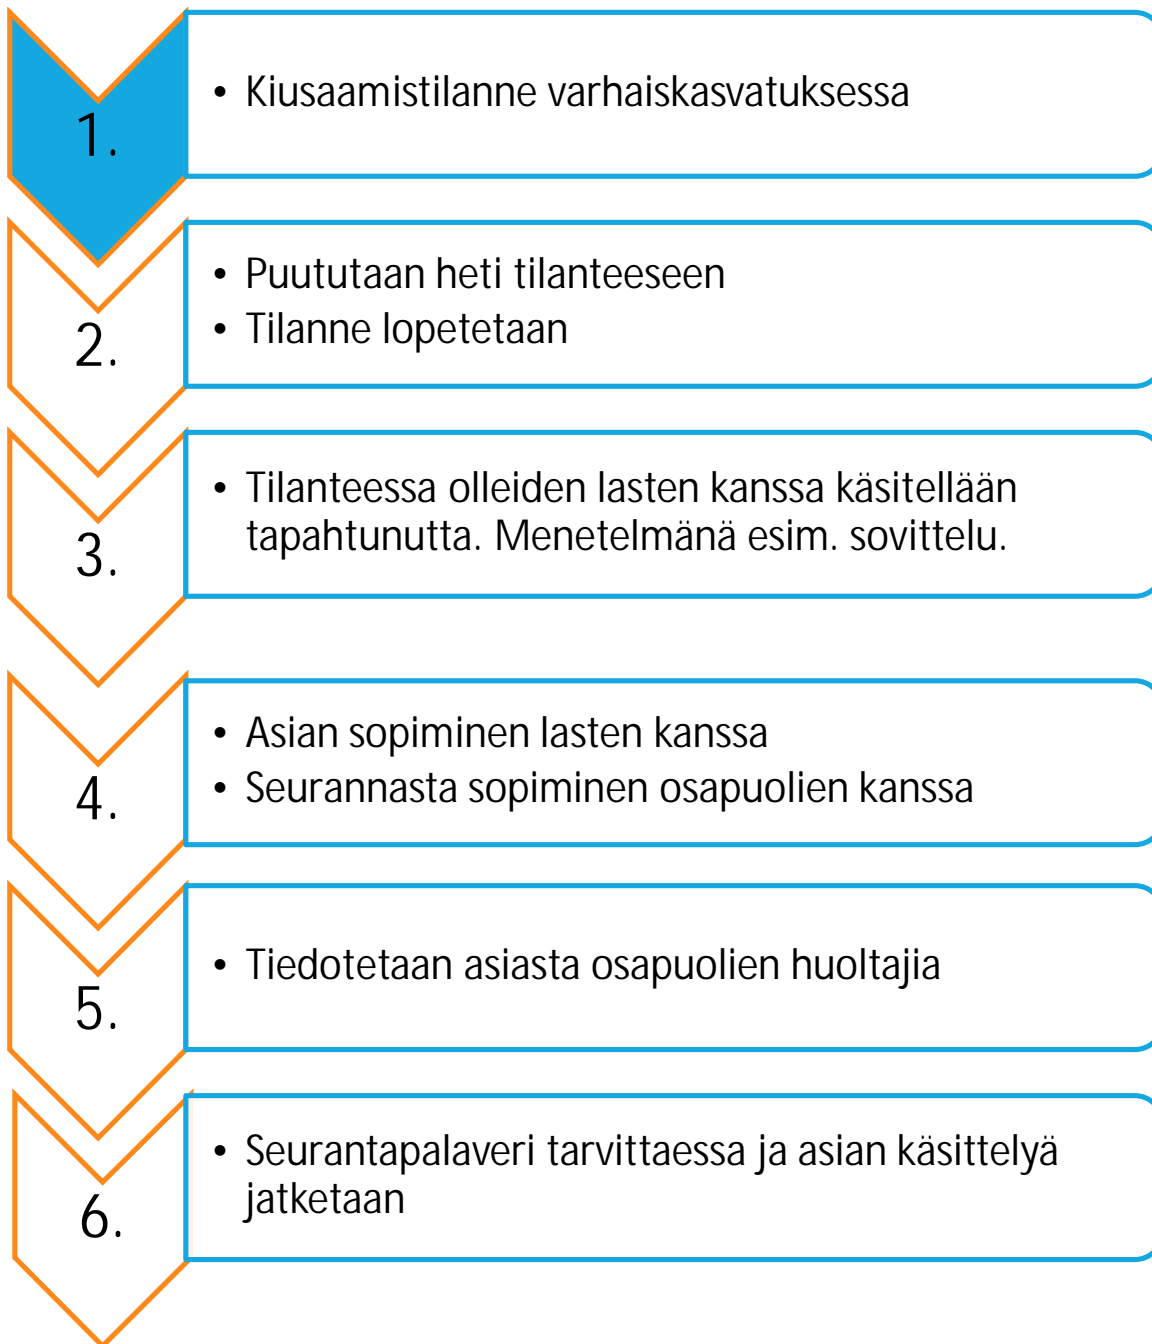 1.
• Kiusaamistilanne varhaiskasvatuksessa
2.
• Puututaan heti tilanteeseen
• Tilanne lopetetaan
3.
• Tilanteessa olleiden lasten kanssa käsitellään
tapahtunutta. Menetelmänä esim. sovittelu.
4.
• Asian sopiminen lasten kanssa
• Seurannasta sopiminen osapuolien kanssa
5.
• Tiedotetaan asiasta osapuolien huoltajia
6.
• Seurantapalaveri tarvittaessa ja asian käsittelyä
jatketaan